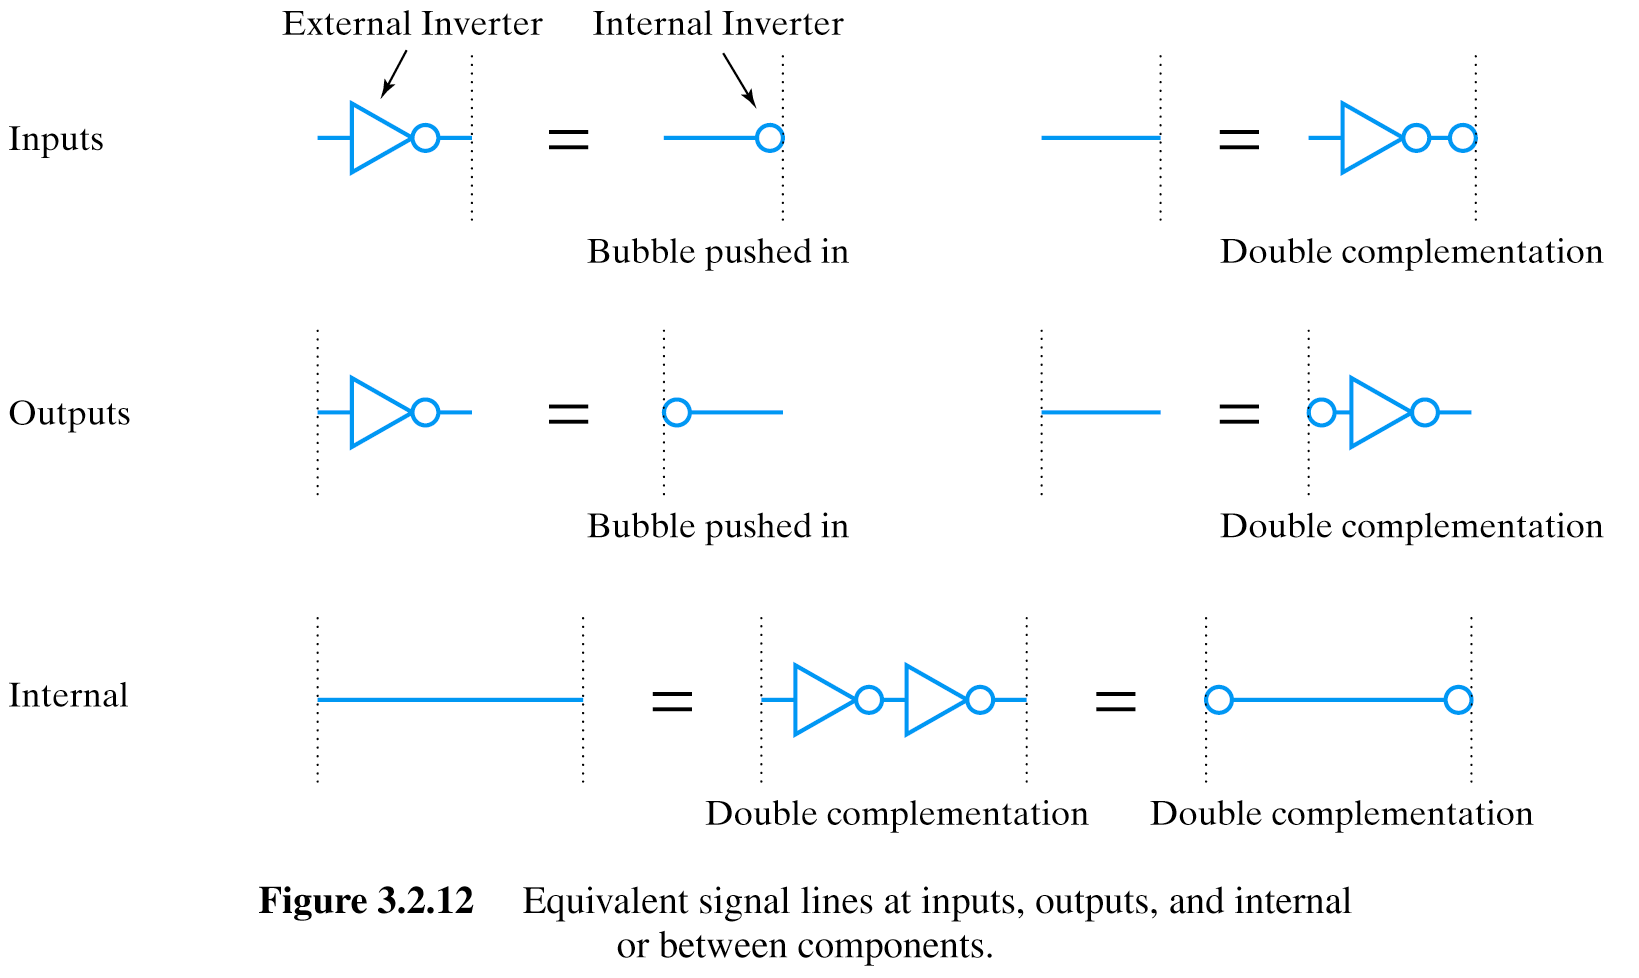 External Inverter
Internal Inverter
Inputs
=
=
Bubble pushed in
Double complementation
Outputs
=
=
Bubble pushed in
Double complementation
Internal
=
=
Double complementation
Double complementation
Figure 3.2.12 Equivalent signal lines at inputs, outputs, and internal
or between components.